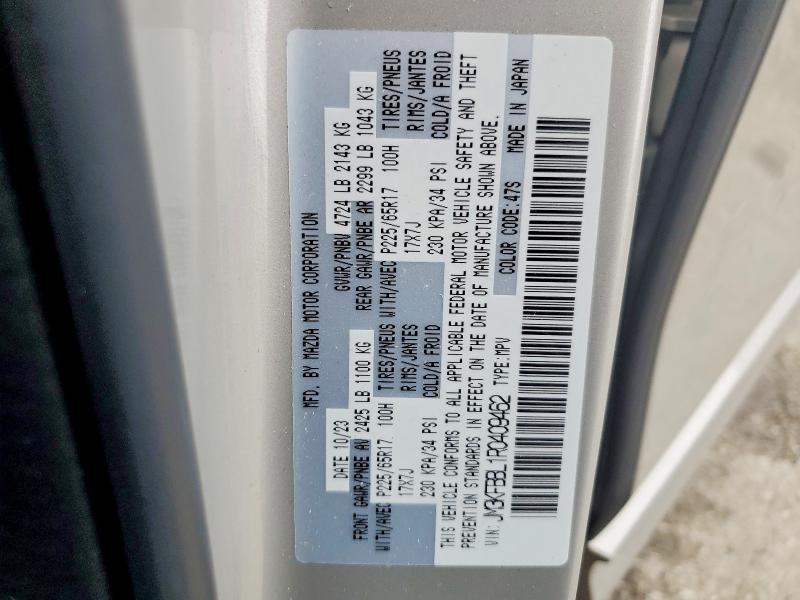 MFD. BY MAZDA MOTOR CORPORATION
DATE 10/23 GVWR/PNBV 4724 LB 2143 KG
FRONT GAWR/PNBE AV 2425 LB 1100 KG REAR GAWR/PNBE AR 2299 LB 1043 KG
WITH/AVEC P225/65R17 100H TIRES/PNEUS WITH/AVEC P225/65R17 100H TIRES/PNEUS
17X7J RIMS/JANTES 17X7J RIMS/JANTES
230 KPA/34 PSI COLD/A FROID 230 KPA/34 PSI COLD/A FROID
THIS VEHICLE CONFORMS TO ALL APPLICABLE FEDERAL MOTOR VEHICLE SAFETY AND THEFT
PREVENTION STANDARDS IN EFFECT ON THE DATE OF MANUFACTURE SHOWN ABOVE.
VIN: JM3KFBBL1R0409462 TYPE:MPV COLOR CODE:47S MADE IN JAPAN